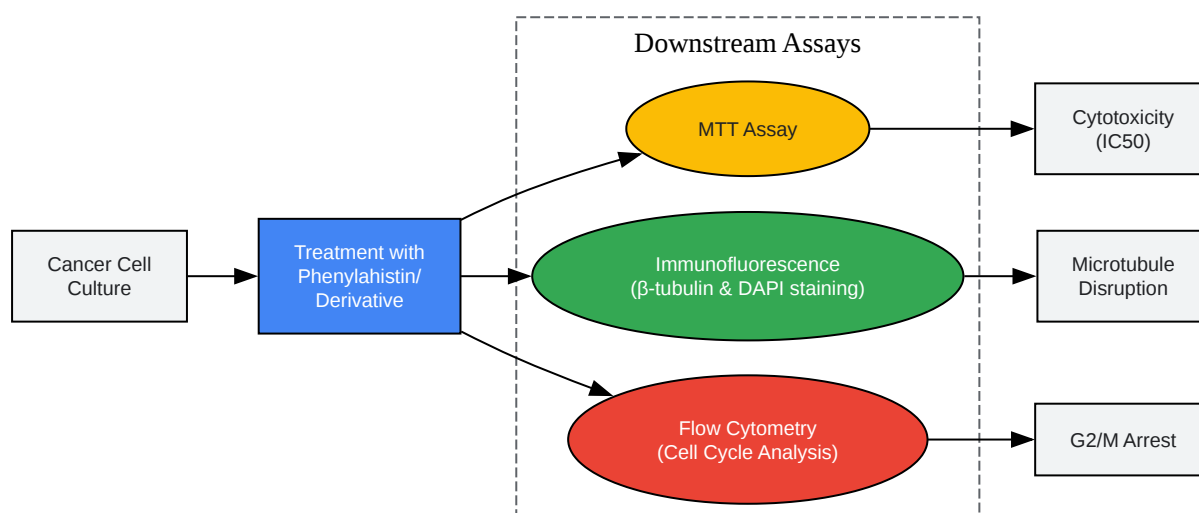 Downstream Assays
MTT Assay
Cytotoxicity
(IC50)
Cancer Cell
Culture
Treatment with
Phenylahistin/
Derivative
Immunofluorescence
(β-tubulin & DAPI staining)
Microtubule
Disruption
Flow Cytometry
(Cell Cycle Analysis)
G2/M Arrest